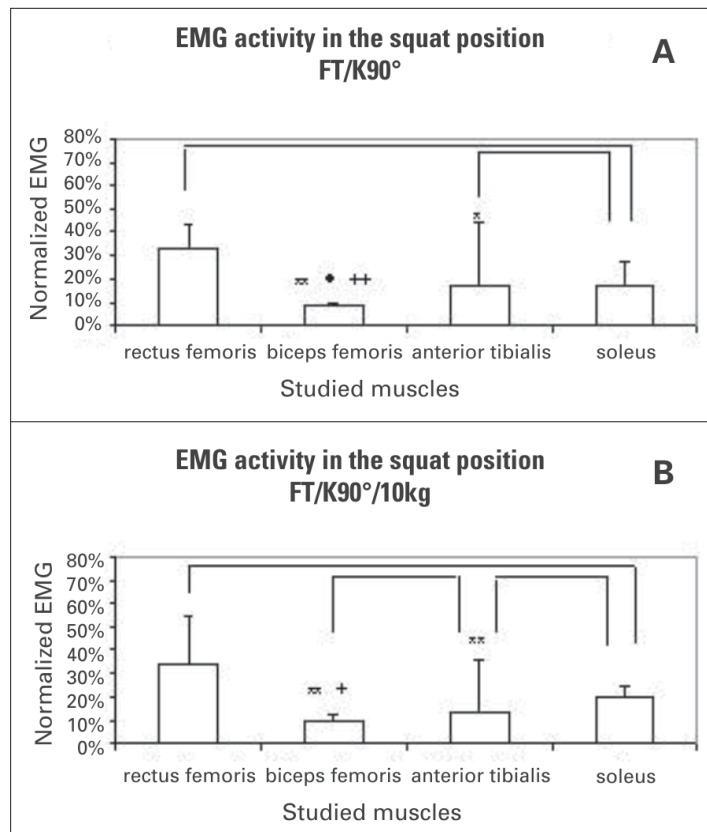 EMG activity in the squat position
FT/K90°
A
Normalized EMG
80%
70%
60%
50%
40%
30%
20%
10%
0%
* ** • ++
rectus femoris biceps femoris anterior tibialis soleus
Studied muscles
EMG activity in the squat position
FT/K90°/10kg
B
Normalized EMG
80%
70%
60%
50%
40%
30%
20%
10%
0%
** ** +
rectus femoris biceps femoris anterior tibialis soleus
Studied muscles